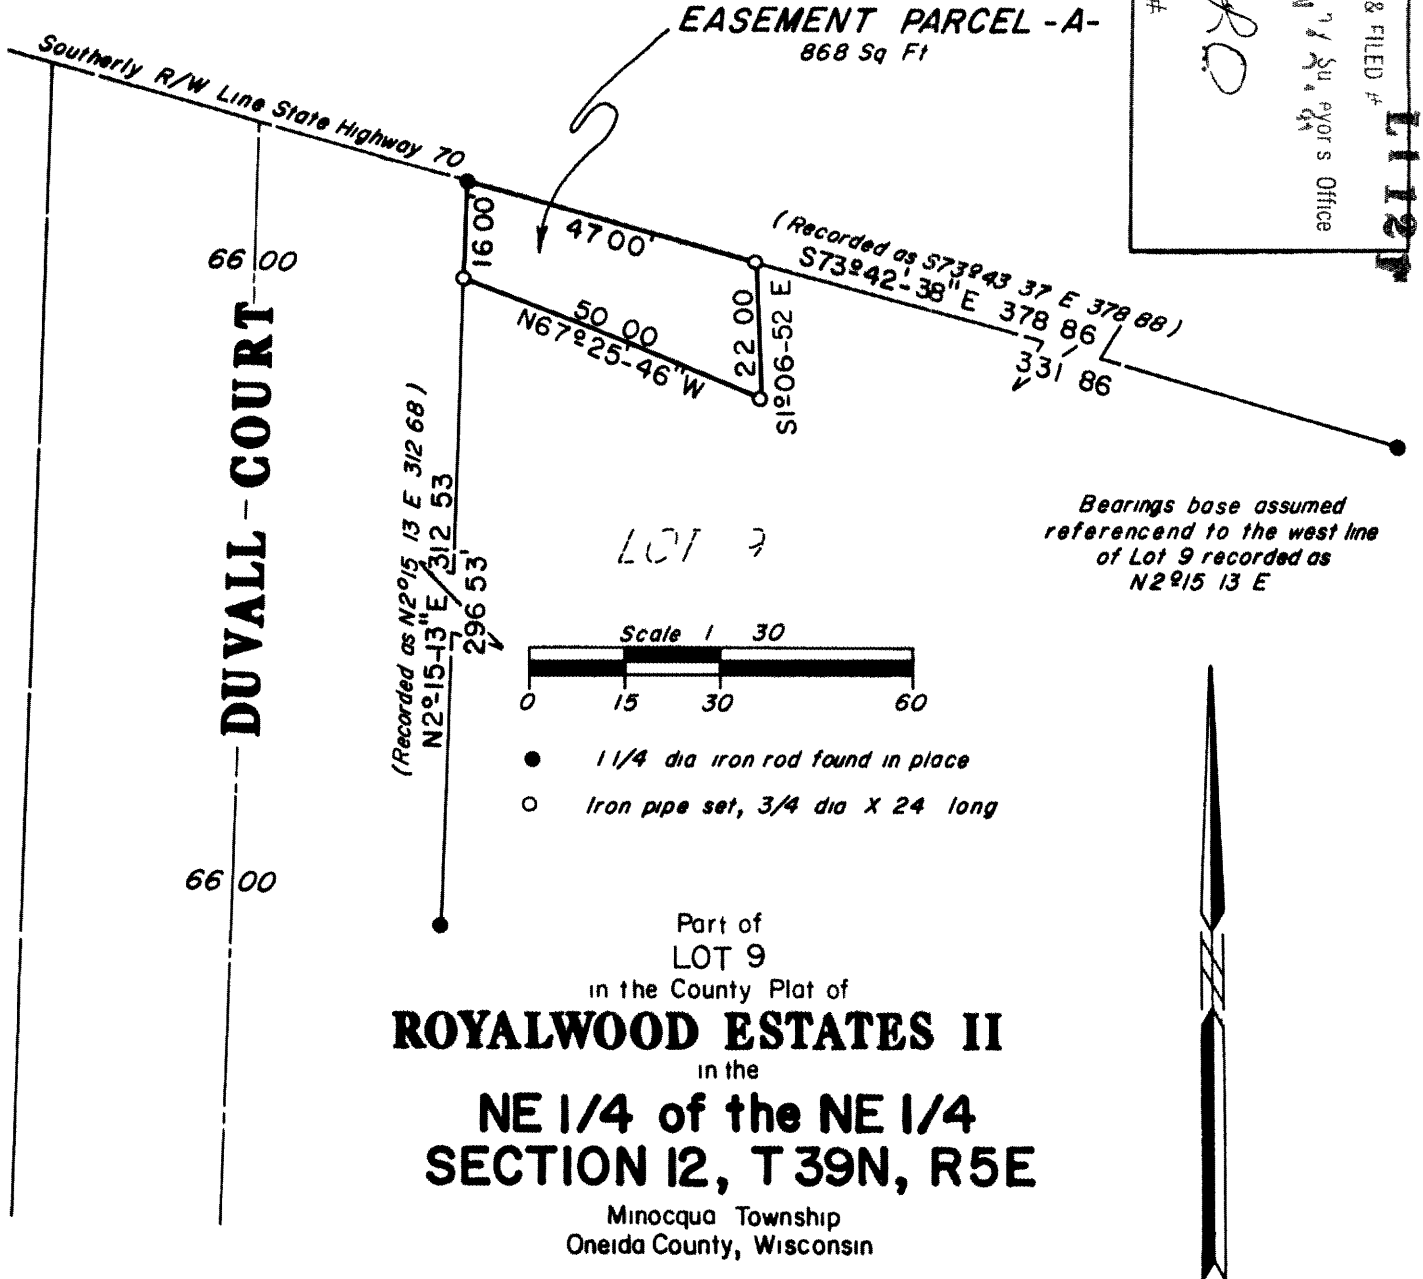 EASEMENT PARCEL -A-
868 Sq Ft
& FILED #
Office
#
Southerly R/W Line State Highway 70
66 00
16 00'
47 00'
50 00
N67º25'-46"W
22 00
S1º06-52 E
(Recorded as S73º43 37 E 378 88)
S73º42'-38"E 378 86
331 86
DUVALL COURT
(Recorded as N2º15 13 E 312 68)
N2º-15-13"E 312 53
296 53'
LOT 9
Bearings base assumed
referencend to the west line
of Lot 9 recorded as
N2º15 13 E
Scale 1 30
0 15 30 60
1 1/4 dia iron rod found in place
Iron pipe set, 3/4 dia X 24 long
66 00
Part of
LOT 9
in the County Plat of
ROYALWOOD ESTATES II
in the
NE 1/4 of the NE 1/4
SECTION 12, T 39N, R5E
Minocqua Township
Oneida County, Wisconsin